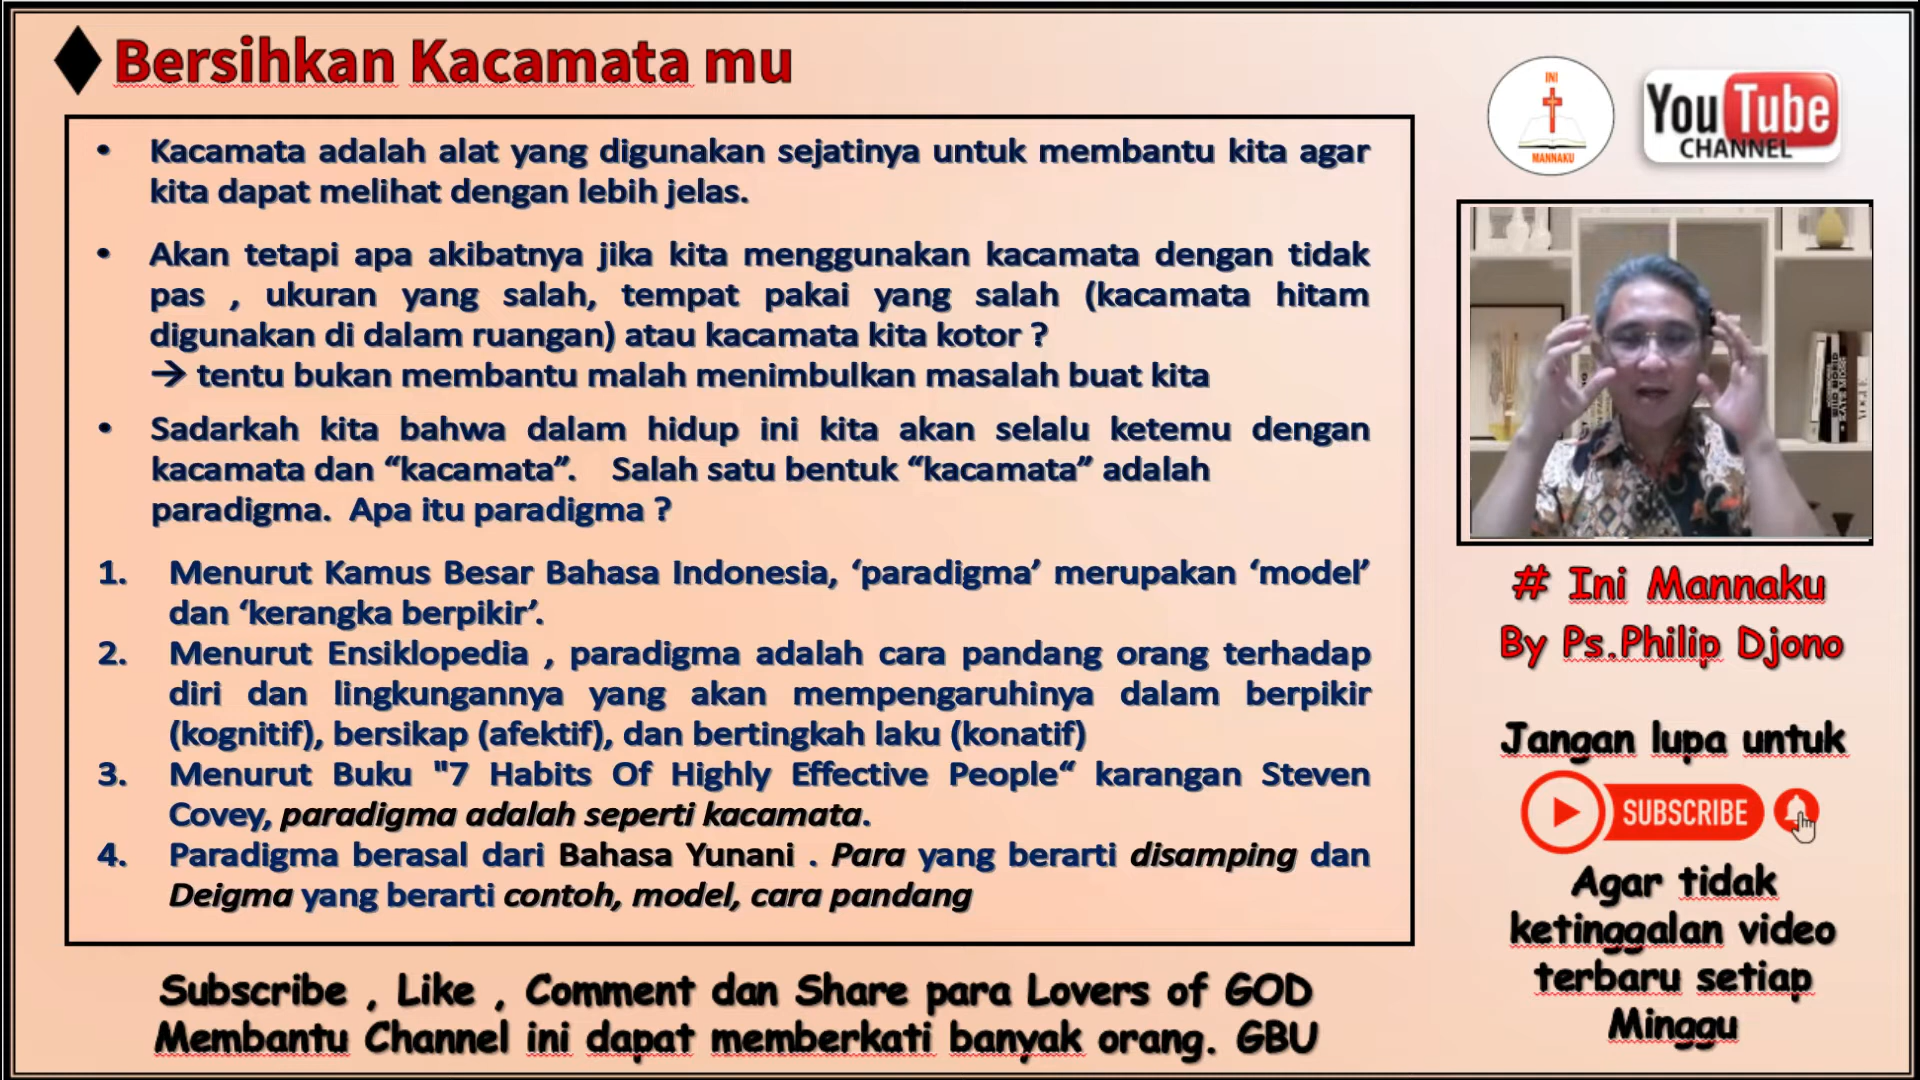 Bersihkan Kacamata mu
INI
MANNAKU
YouTube
CHANNEL
• Kacamata adalah alat yang digunakan sejatinya untuk membantu kita agar
kita dapat melihat dengan lebih jelas.
• Akan tetapi apa akibatnya jika kita menggunakan kacamata dengan tidak
pas , ukuran yang salah, tempat pakai yang salah (kacamata hitam
digunakan di dalam ruangan) atau kacamata kita kotor ?
→ tentu bukan membantu malah menimbulkan masalah buat kita
• Sadarkah kita bahwa dalam hidup ini kita akan selalu ketemu dengan
kacamata dan “kacamata”. Salah satu bentuk “kacamata” adalah
paradigma. Apa itu paradigma ?
1. Menurut Kamus Besar Bahasa Indonesia, ‘paradigma’ merupakan ‘model’
dan ‘kerangka berpikir’.
2. Menurut Ensiklopedia , paradigma adalah cara pandang orang terhadap
diri dan lingkungannya yang akan mempengaruhinya dalam berpikir
(kognitif), bersikap (afektif), dan bertingkah laku (konatif)
3. Menurut Buku "7 Habits Of Highly Effective People“ karangan Steven
Covey, paradigma adalah seperti kacamata.
4. Paradigma berasal dari Bahasa Yunani . Para yang berarti disamping dan
Deigma yang berarti contoh, model, cara pandang
# Ini Mannaku
By Ps.Philip Djono
Jangan lupa untuk
SUBSCRIBE
Agar tidak
ketinggalan video
terbaru setiap
Minggu
Subscribe , Like , Comment dan Share para Lovers of GOD
Membantu Channel ini dapat memberkati banyak orang. GBU